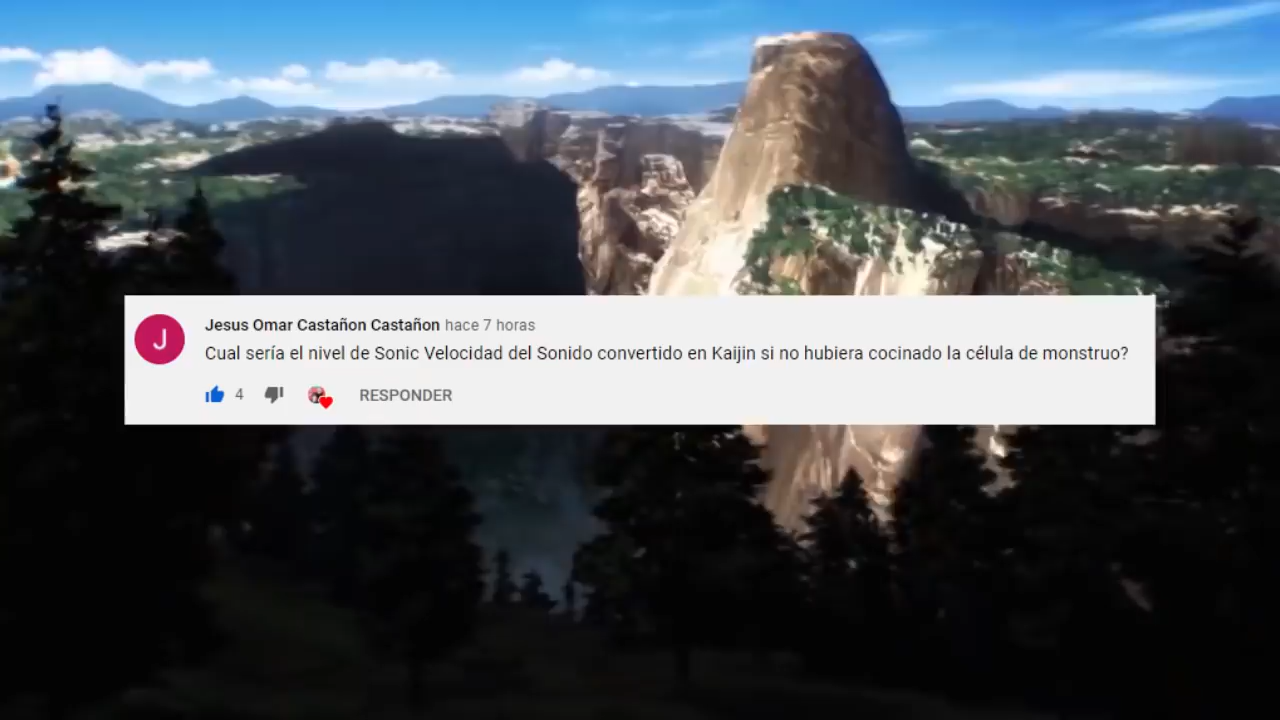 J
Jesus Omar Castañon Castañon hace 7 horas
Cual sería el nivel de Sonic Velocidad del Sonido convertido en Kaijin si no hubiera cocinado la célula de monstruo?
4 RESPONDER